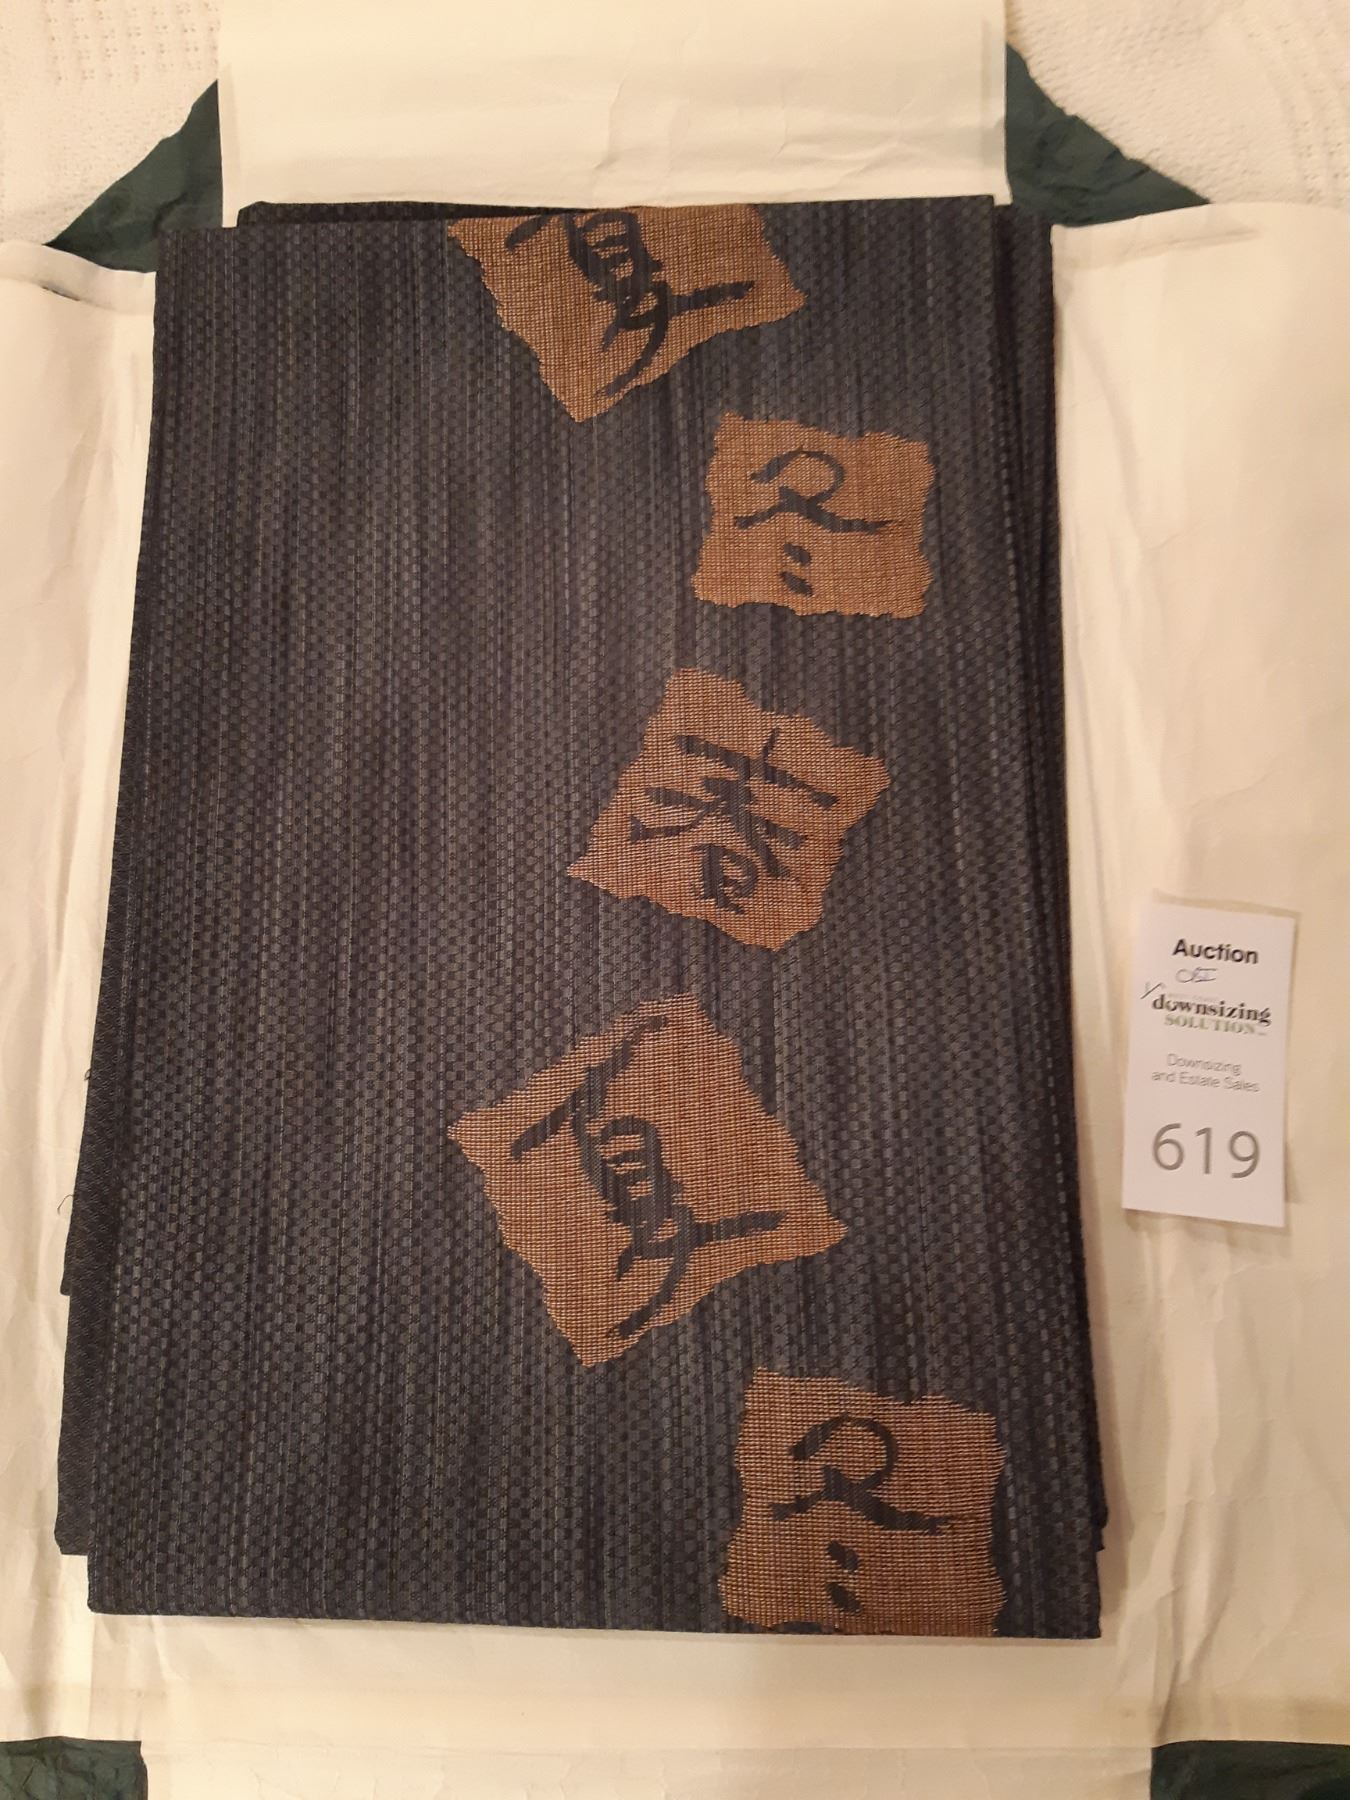 夏
冬
春
夏
冬
Auction
downsizing
SOLUTION
Downsizing
and Estate Sales
619